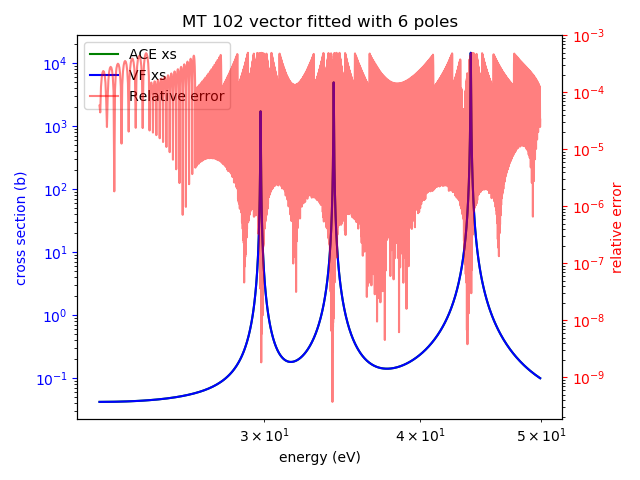 MT 102 vector fitted with 6 poles
ACE xs
VF xs
Relative error
10⁴
10³
10²
10¹
10⁰
10⁻¹
cross section (b)
10⁻³
10⁻⁴
10⁻⁵
10⁻⁶
10⁻⁷
10⁻⁸
10⁻⁹
relative error
3 × 10¹
4 × 10¹
5 × 10¹
energy (eV)